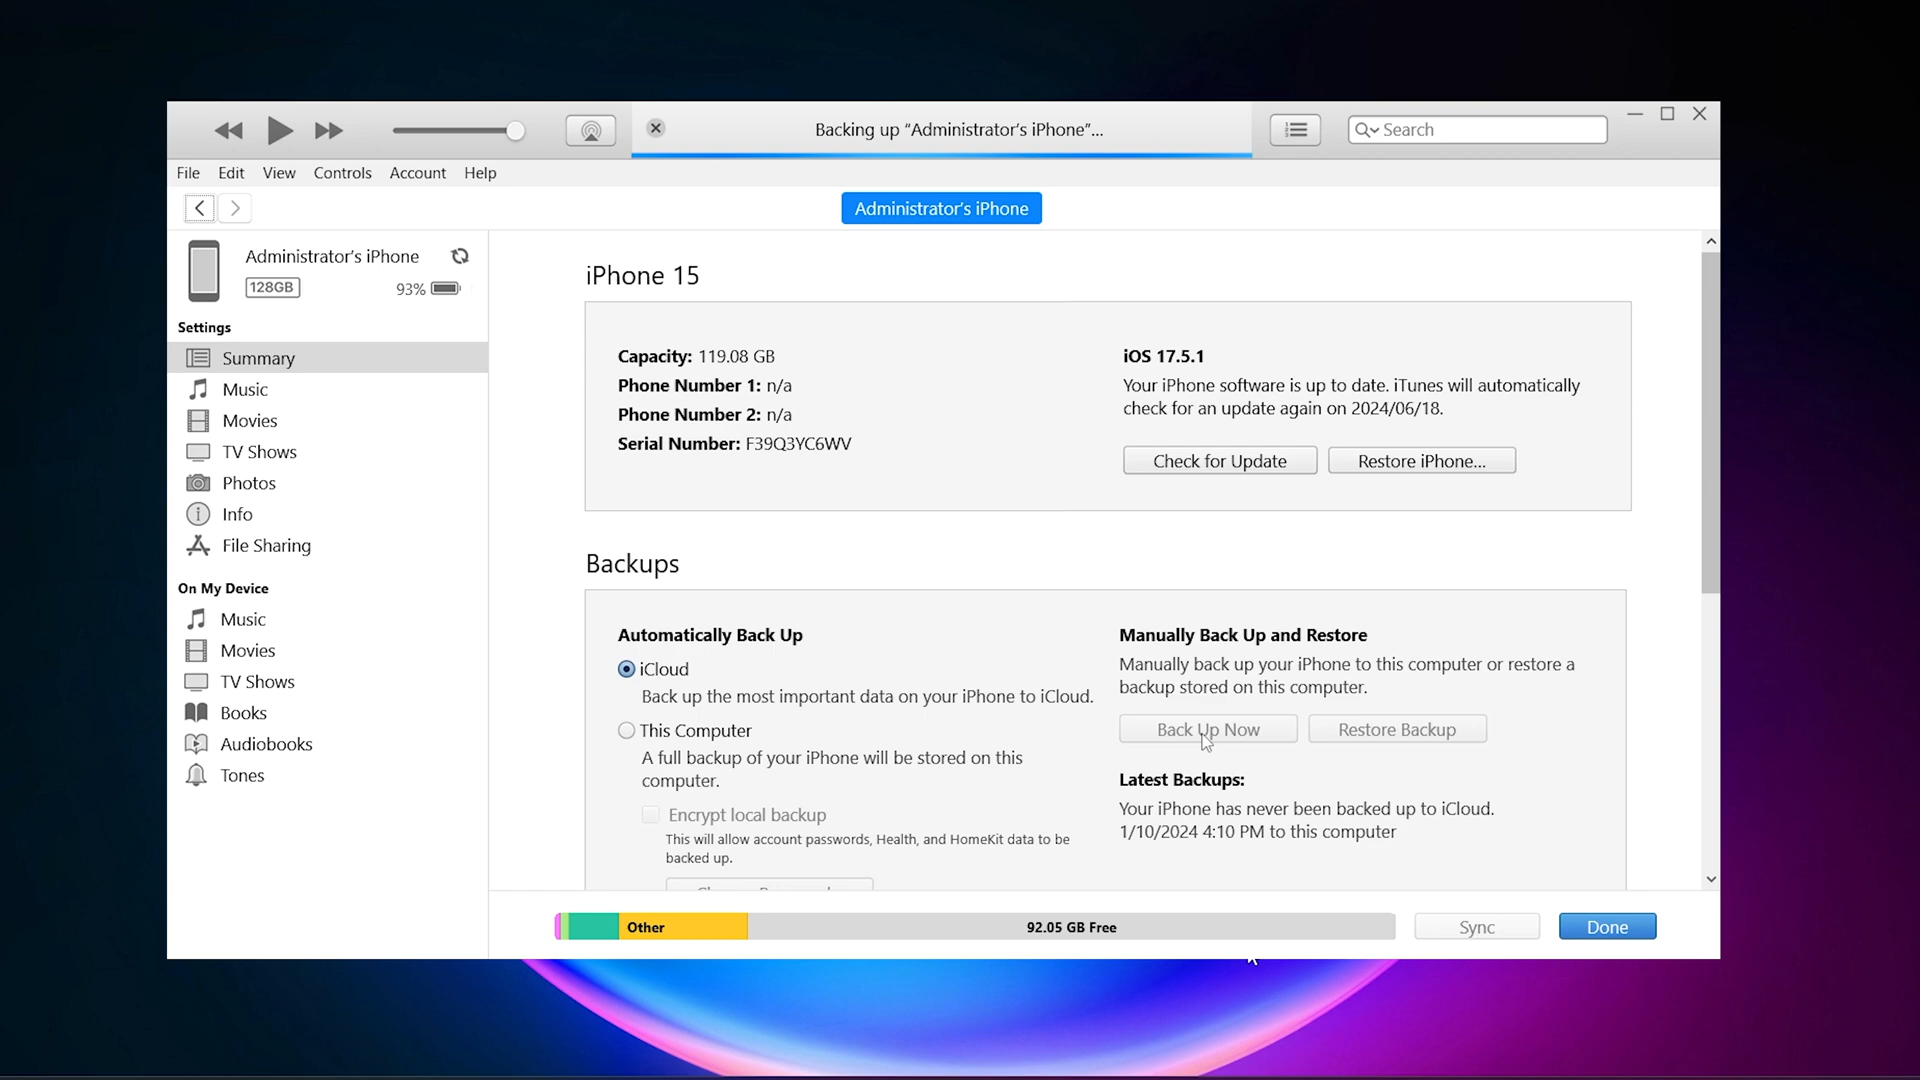 Backing up “Administrator’s iPhone”...
Search
File Edit View Controls Account Help
Administrator’s iPhone
Administrator’s iPhone
128GB
93%
Settings
Summary
Music
Movies
TV Shows
Photos
Info
File Sharing
On My Device
Music
Movies
TV Shows
Books
Audiobooks
Tones
iPhone 15
Capacity: 119.08 GB
Phone Number 1: n/a
Phone Number 2: n/a
Serial Number: F39Q3YC6WV
iOS 17.5.1
Your iPhone software is up to date. iTunes will automatically
check for an update again on 2024/06/18.
Check for Update
Restore iPhone...
Backups
Automatically Back Up
iCloud
Back up the most important data on your iPhone to iCloud.
This Computer
A full backup of your iPhone will be stored on this
computer.
Encrypt local backup
This will allow account passwords, Health, and HomeKit data to be
backed up.
Manually Back Up and Restore
Manually back up your iPhone to this computer or restore a
backup stored on this computer.
Back Up Now
Restore Backup
Latest Backups:
Your iPhone has never been backed up to iCloud.
1/10/2024 4:10 PM to this computer
Other
92.05 GB Free
Sync
Done